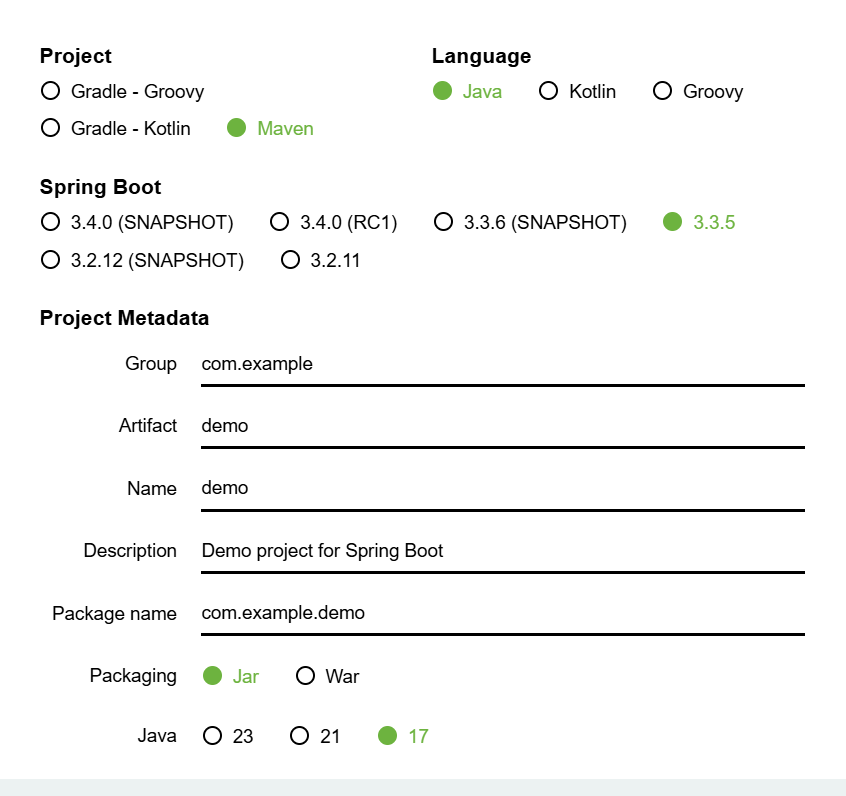 Project
Gradle - Groovy
Gradle - Kotlin Maven
Language
Java Kotlin Groovy
Spring Boot
3.4.0 (SNAPSHOT) 3.4.0 (RC1) 3.3.6 (SNAPSHOT) 3.3.5
3.2.12 (SNAPSHOT) 3.2.11
Project Metadata
Group com.example
Artifact demo
Name demo
Description Demo project for Spring Boot
Package name com.example.demo
Packaging Jar War
Java 23 21 17